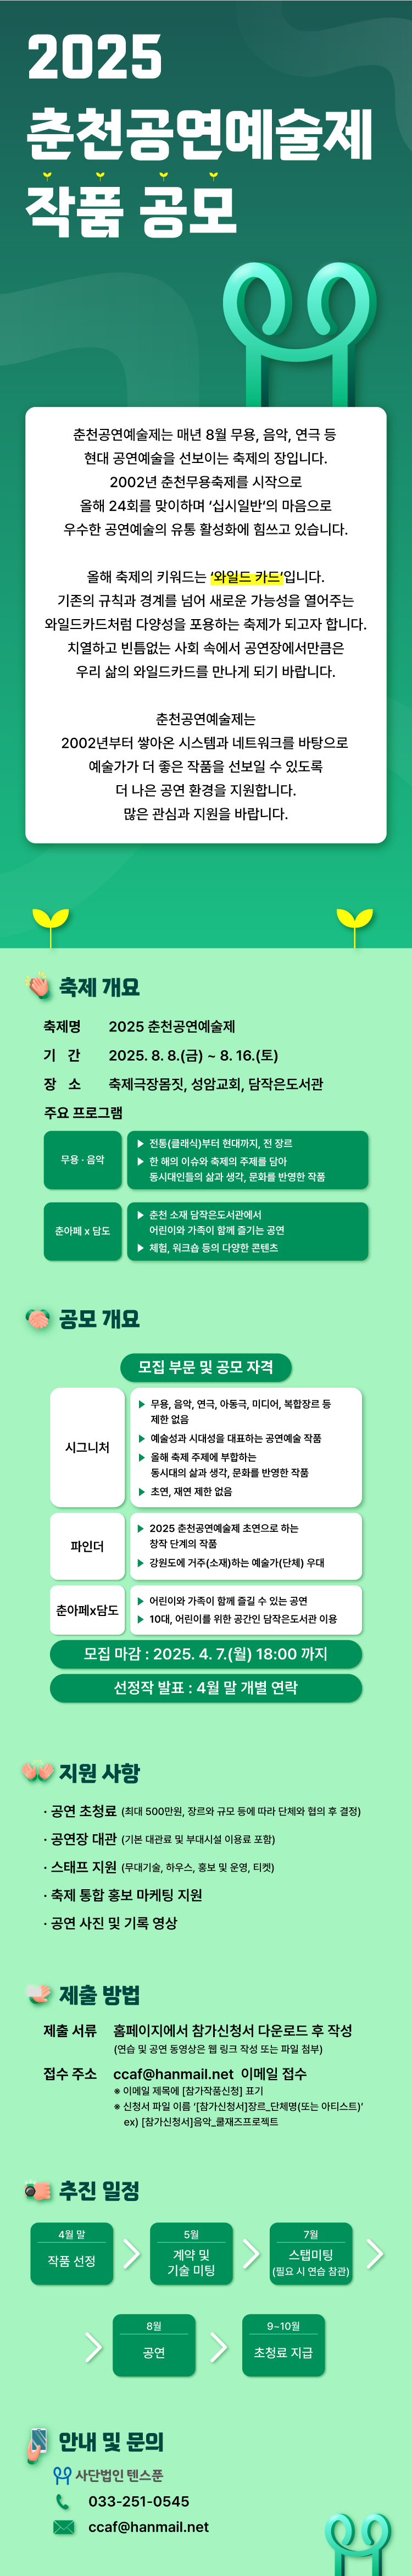 2025
춘천공연예술제
작품 공모
춘천공연예술제는 매년 8월 무용, 음악, 연극 등
현대 공연예술을 선보이는 축제의 장입니다.
2002년 춘천무용축제를 시작으로
올해 24회를 맞이하며 ‘십시일반’의 마음으로
우수한 공연예술의 유통 활성화에 힘쓰고 있습니다.
올해 축제의 키워드는 ‘와일드 카드’입니다.
기존의 규칙과 경계를 넘어 새로운 가능성을 열어주는
와일드카드처럼 다양성을 포용하는 축제가 되고자 합니다.
치열하고 빈틈없는 사회 속에서 공연장에서만큼은
우리 삶의 와일드카드를 만나게 되기 바랍니다.
춘천공연예술제는
2002년부터 쌓아온 시스템과 네트워크를 바탕으로
예술가가 더 좋은 작품을 선보일 수 있도록
더 나은 공연 환경을 지원합니다.
많은 관심과 지원을 바랍니다.
축제 개요
축제명 2025 춘천공연예술제
기 간 2025. 8. 8.(금) ~ 8. 16.(토)
장 소 축제극장몸짓, 성암교회, 담작은도서관
주요 프로그램
무용 · 음악
▶ 전통(클래식)부터 현대까지, 전 장르
▶ 한 해의 이슈와 축제의 주제를 담아
동시대인들의 삶과 생각, 문화를 반영한 작품
춘아페 x 담도
▶ 춘천 소재 담작은도서관에서
어린이와 가족이 함께 즐기는 공연
▶ 체험, 워크숍 등의 다양한 콘텐츠
공모 개요
모집 부문 및 공모 자격
시그니처
▶ 무용, 음악, 연극, 아동극, 미디어, 복합장르 등
제한 없음
▶ 예술성과 시대성을 대표하는 공연예술 작품
▶ 올해 축제 주제에 부합하는
동시대의 삶과 생각, 문화를 반영한 작품
▶ 초연, 재연 제한 없음
파인더
▶ 2025 춘천공연예술제 초연으로 하는
창작 단계의 작품
▶ 강원도에 거주(소재)하는 예술가(단체) 우대
춘아페x담도
▶ 어린이와 가족이 함께 즐길 수 있는 공연
▶ 10대, 어린이를 위한 공간인 담작은도서관 이용
모집 마감 : 2025. 4. 7.(월) 18:00 까지
선정작 발표 : 4월 말 개별 연락
지원 사항
· 공연 초청료 (최대 500만원, 장르와 규모 등에 따라 단체와 협의 후 결정)
· 공연장 대관 (기본 대관료 및 부대시설 이용료 포함)
· 스태프 지원 (무대기술, 하우스, 홍보 및 운영, 티켓)
· 축제 통합 홍보 마케팅 지원
· 공연 사진 및 기록 영상
제출 방법
제출 서류 홈페이지에서 참가신청서 다운로드 후 작성
(연습 및 공연 동영상은 웹 링크 작성 또는 파일 첨부)
접수 주소 ccaf@hanmail.net 이메일 접수
※ 이메일 제목에 [참가작품신청] 표기
※ 신청서 파일 이름 ‘[참가신청서]장르_단체명(또는 아티스트)’
ex) [참가신청서]음악_쿨재즈프로젝트
추진 일정
4월 말
작품 선정
5월
계약 및
기술 미팅
7월
스탭미팅
(필요 시 연습 참관)
8월
공연
9~10월
초청료 지급
안내 및 문의
사단법인 텐스푼
033-251-0545
ccaf@hanmail.net